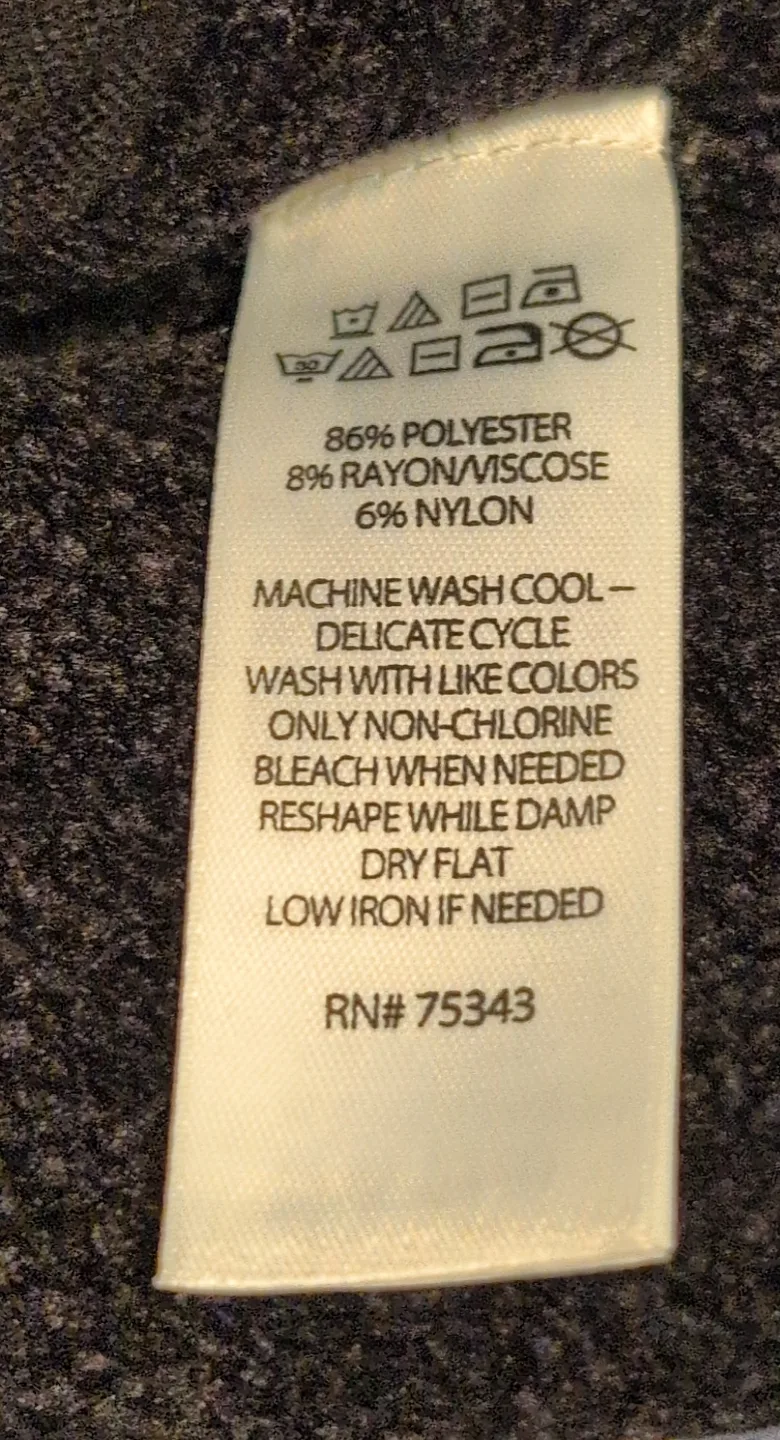 30
86% POLYESTER
8% RAYON/VISCOSE
6% NYLON
MACHINE WASH COOL –
DELICATE CYCLE
WASH WITH LIKE COLORS
ONLY NON-CHLORINE
BLEACH WHEN NEEDED
RESHAPE WHILE DAMP
DRY FLAT
LOW IRON IF NEEDED
RN# 75343